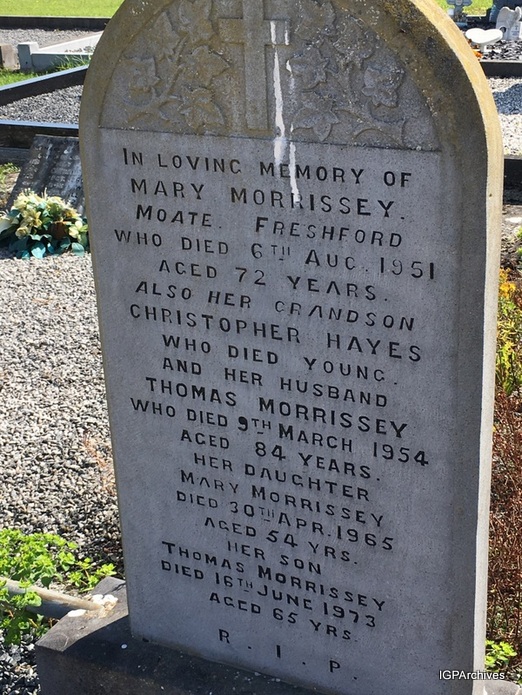 IN LOVING MEMORY OF
MARY MORRISSEY.
MOATE. FRESHFORD
WHO DIED 6TH AUG. 1951
AGED 72 YEARS.
ALSO HER GRANDSON
CHRISTOPHER HAYES
WHO DIED YOUNG.
AND HER HUSBAND
THOMAS MORRISSEY
WHO DIED 9TH MARCH 1954
AGED 84 YEARS.
HER DAUGHTER
MARY MORRISSEY
DIED 30TH APR. 1965
AGED 54 YRS.
HER SON
THOMAS MORRISSEY
DIED 16TH JUNE 1973
AGED 65 YRS.
R. I. P.
IGPArchives